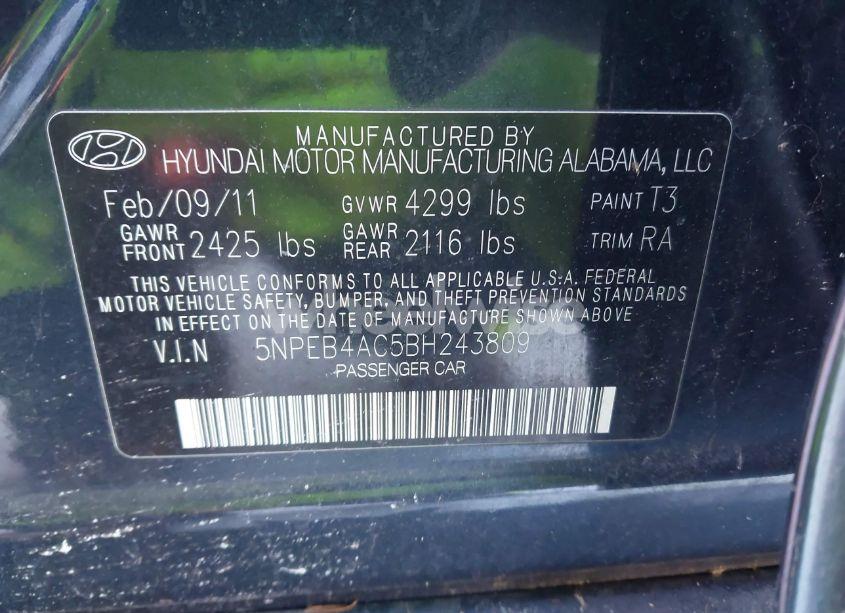 MANUFACTURED BY
HYUNDAI MOTOR MANUFACTURING ALABAMA, LLC
Feb/09/11 GVWR 4299 lbs PAINT T3
GAWR FRONT 2425 lbs GAWR REAR 2116 lbs TRIM RA
THIS VEHICLE CONFORMS TO ALL APPLICABLE U.S.A. FEDERAL
MOTOR VEHICLE SAFETY, BUMPER, AND THEFT PREVENTION STANDARDS
IN EFFECT ON THE DATE OF MANUFACTURE SHOWN ABOVE
V.I.N 5NPEB4AC5BH243809
PASSENGER CAR